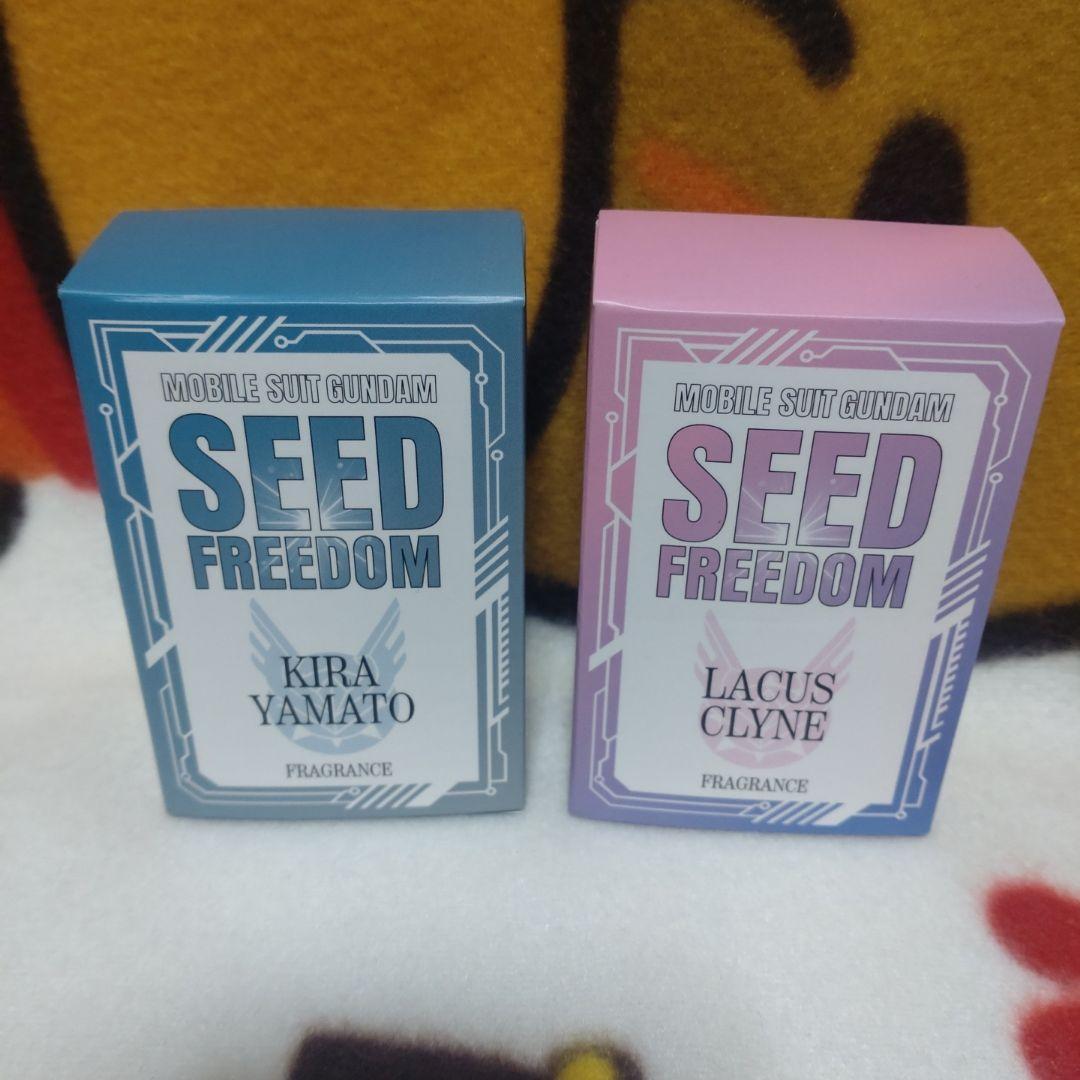 MOBILE SUIT GUNDAM
SEED
FREEDOM
KIRA
YAMATO
FRAGRANCE
MOBILE SUIT GUNDAM
SEED
FREEDOM
LACUS
CLYNE
FRAGRANCE